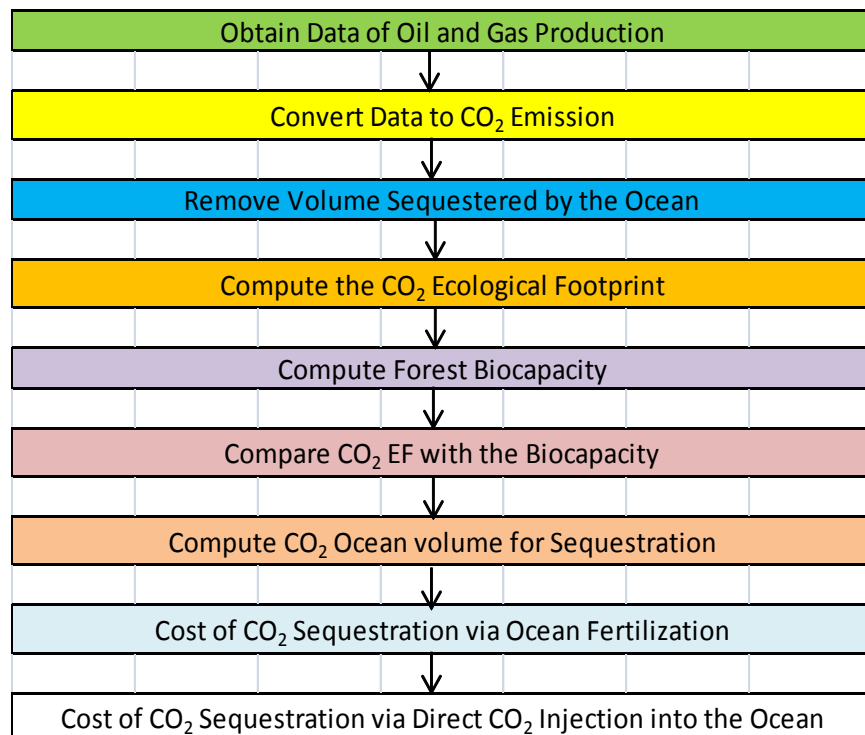 Obtain Data of Oil and Gas Production
Convert Data to CO₂ Emission
Remove Volume Sequestered by the Ocean
Compute the CO₂ Ecological Footprint
Compute Forest Biocapacity
Compare CO₂ EF with the Biocapacity
Compute CO₂ Ocean volume for Sequestration
Cost of CO₂ Sequestration via Ocean Fertilization
Cost of CO₂ Sequestration via Direct CO₂ Injection into the Ocean